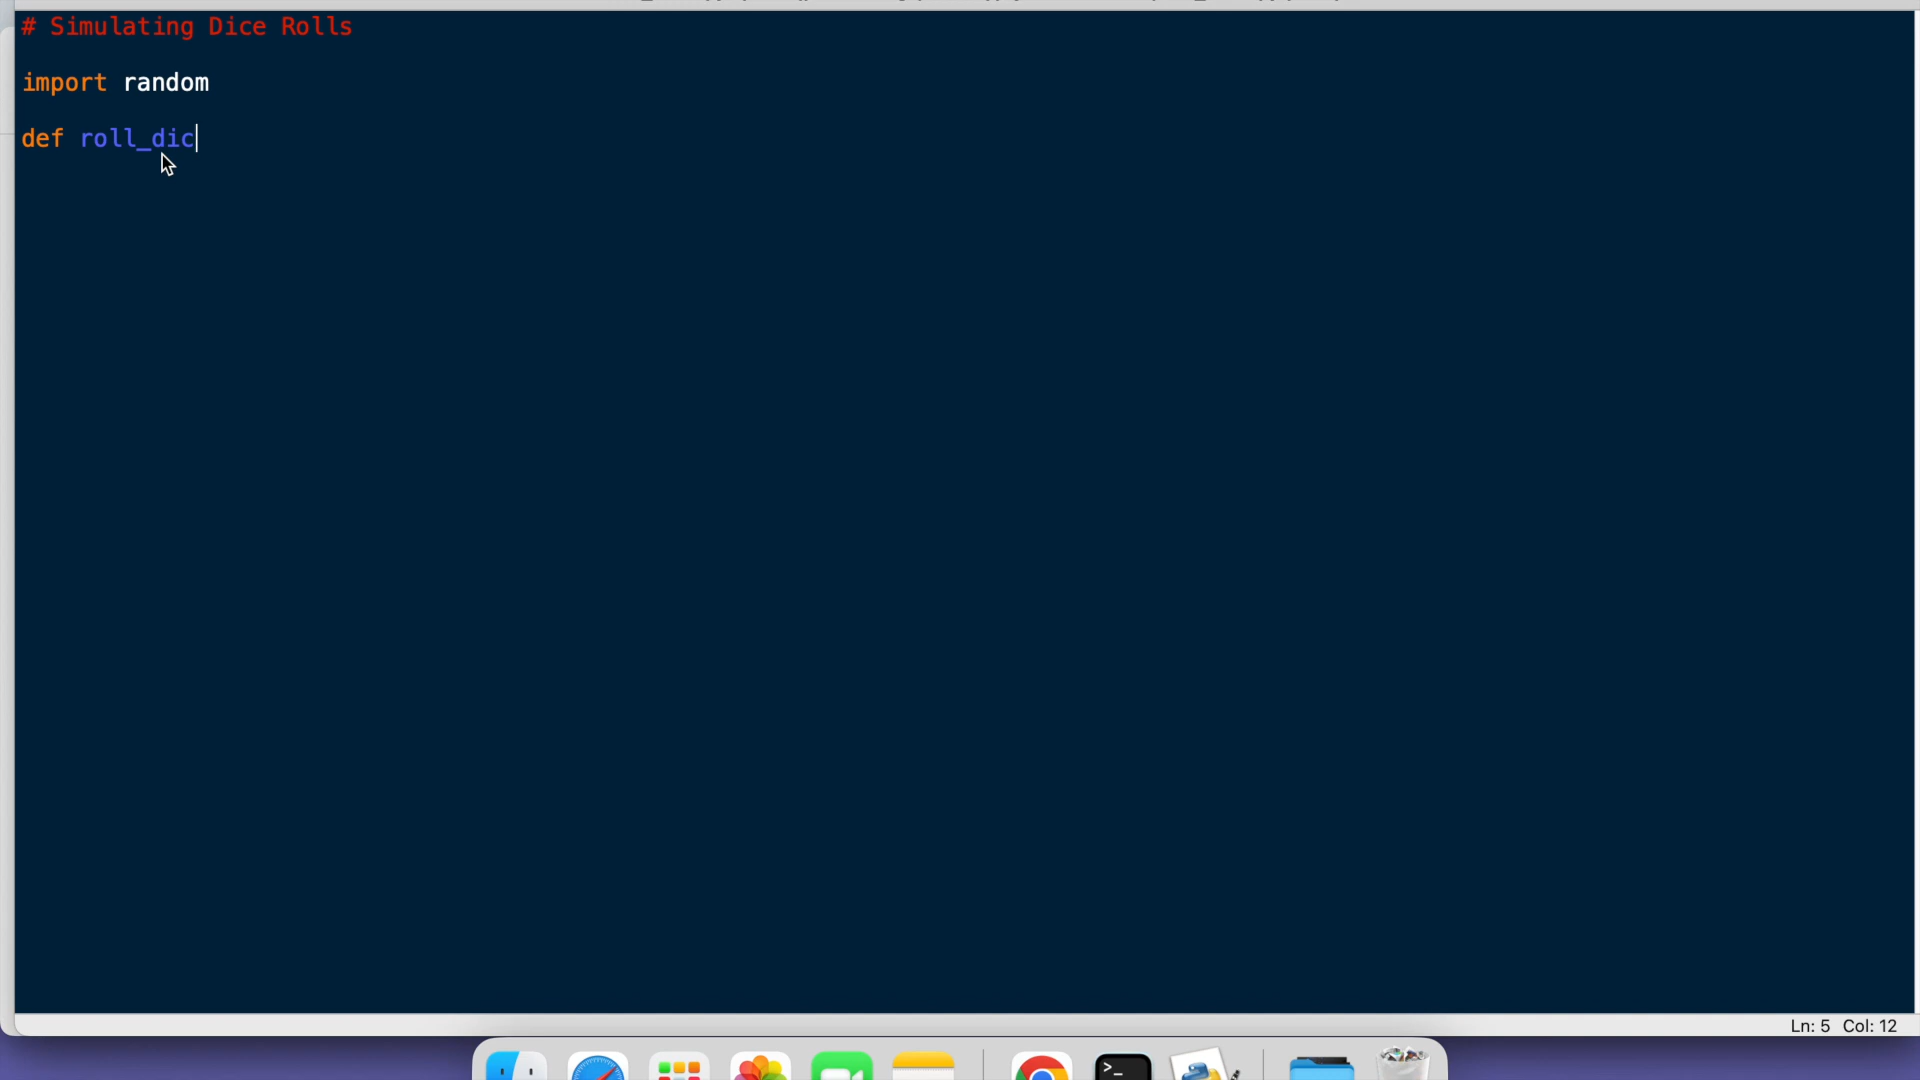 # Simulating Dice Rolls
import random
def roll_dic
Ln: 5 Col: 12
>_